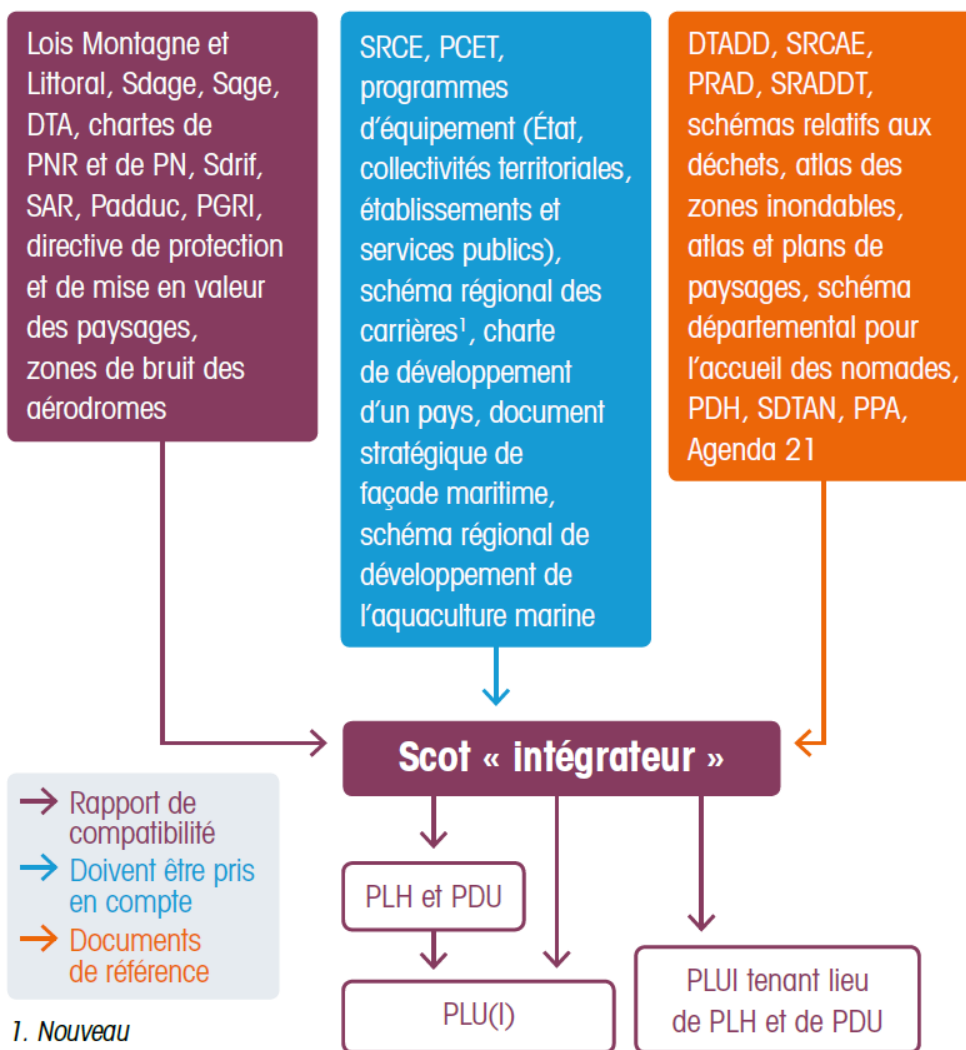 Lois Montagne et
Littoral, Sdage, Sage,
DTA, chartes de
PNR et de PN, Sdrif,
SAR, Padduc, PGRI,
directive de protection
et de mise en valeur
des paysages,
zones de bruit des
aérodromes
SRCE, PCET,
programmes
d'équipement (État,
collectivités territoriales,
établissements et
services publics),
schéma régional des
carrières¹, charte
de développement
d'un pays, document
stratégique de
façade maritime,
schéma régional de
développement de
l'aquaculture marine
DTADD, SRCAE,
PRAD, SRADDT,
schémas relatifs aux
déchets, atlas des
zones inondables,
atlas et plans de
paysages, schéma
départemental pour
l'accueil des nomades,
PDH, SDTAN, PPA,
Agenda 21
Scot « intégrateur »
Rapport de
compatibilité
Doivent être pris
en compte
Documents
de référence
PLH et PDU
PLU(I)
PLUI tenant lieu
de PLH et de PDU
1. Nouveau